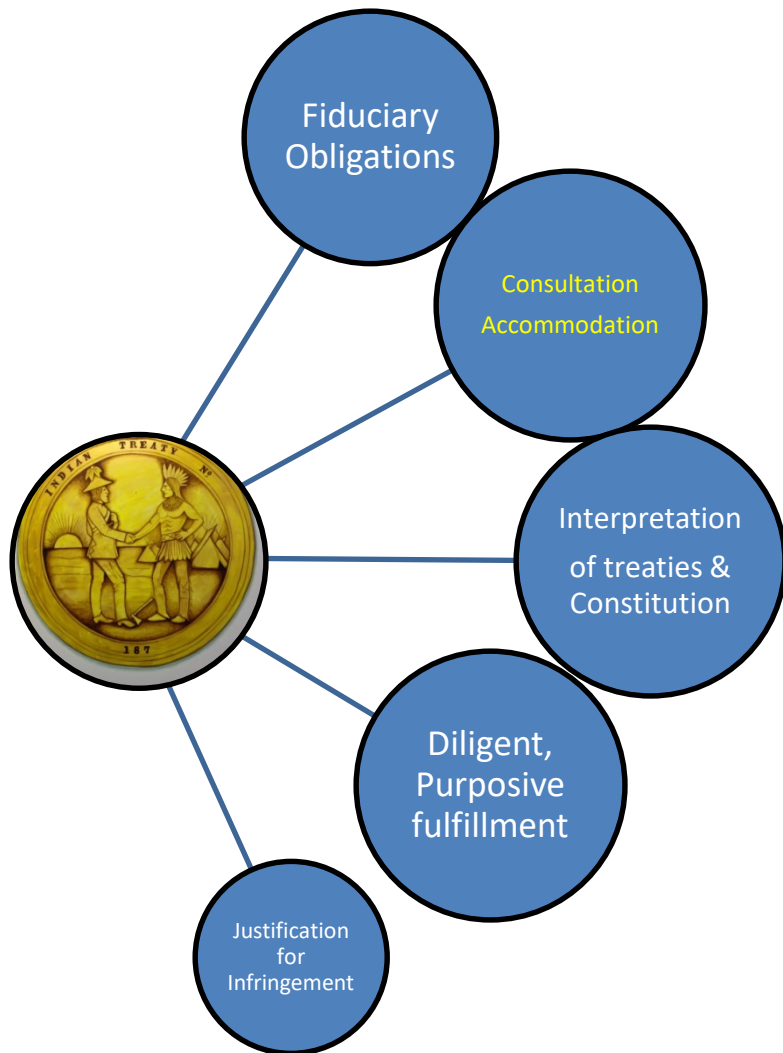 Fiduciary
Obligations
Consultation
Accommodation
Interpretation
of treaties &
Constitution
INDIAN TREATY Nº
187
Diligent,
Purposive
fulfillment
Justification
for
Infringement